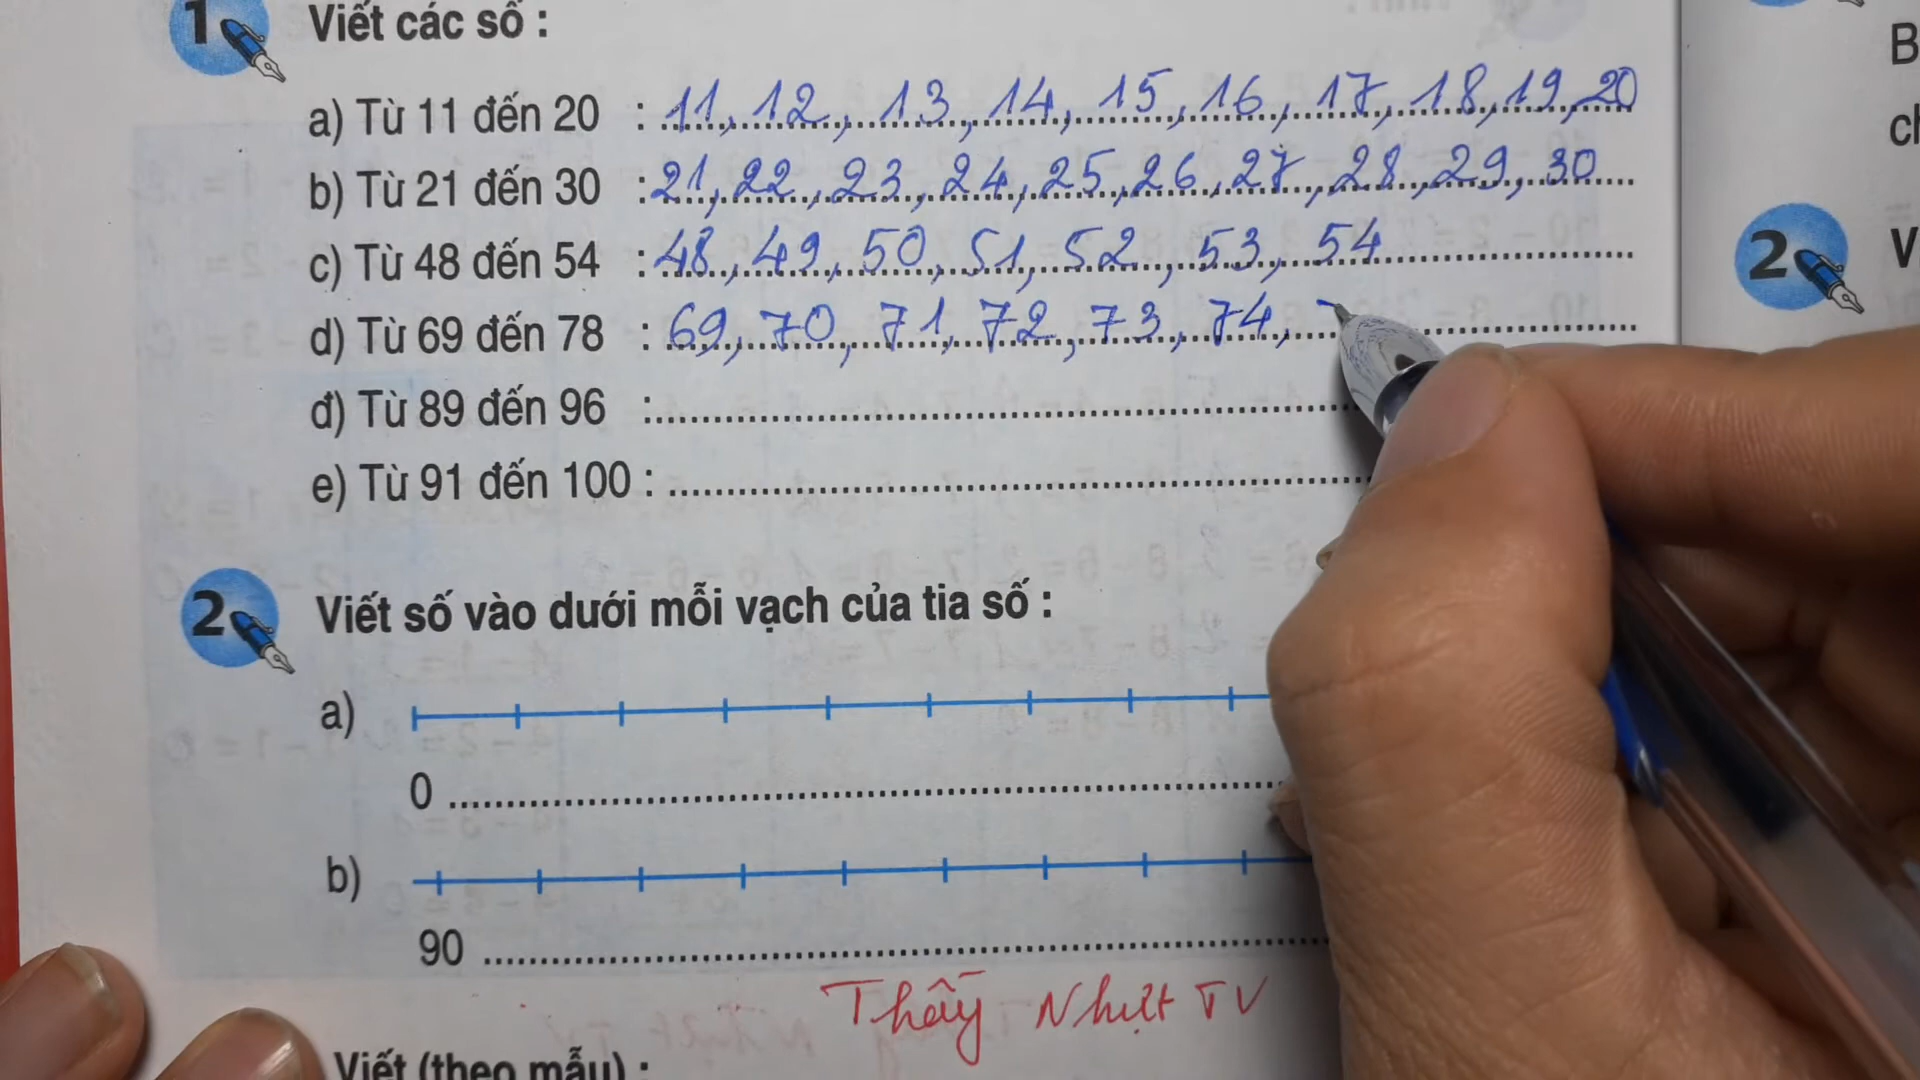 1 Viết các số :
a) Từ 11 đến 20 : 11, 12, 13, 14, 15, 16, 17, 18, 19, 20
b) Từ 21 đến 30 : 21, 22, 23, 24, 25, 26, 27, 28, 29, 30
c) Từ 48 đến 54 : 48, 49, 50, 51, 52, 53, 54
d) Từ 69 đến 78 : 69, 70, 71, 72, 73, 74,
đ) Từ 89 đến 96 :
e) Từ 91 đến 100 :
2 Viết số vào dưới mỗi vạch của tia số :
a)
0
b)
90
Thầy Nhựt TV
Viết (theo mẫu) :
2